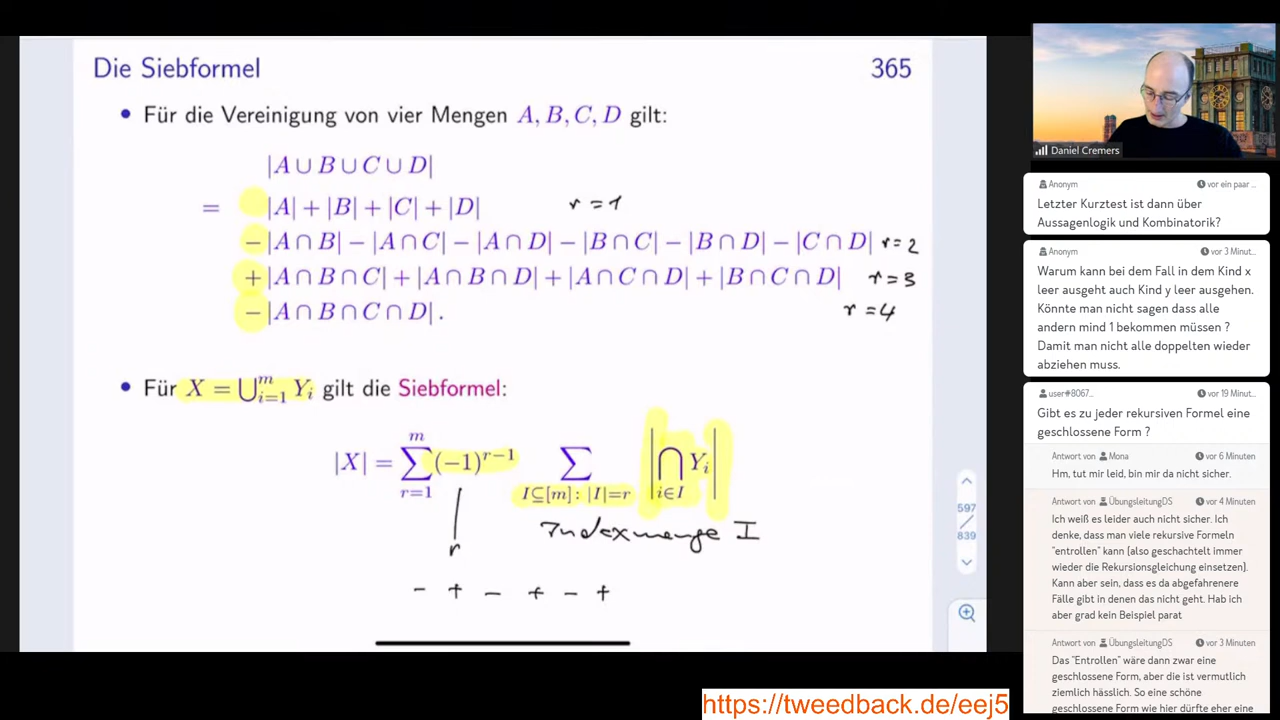 Die Siebformel 365
• Für die Vereinigung von vier Mengen A, B, C, D gilt:
|A ∪ B ∪ C ∪ D|
= |A| + |B| + |C| + |D| r = 1
− |A ∩ B| − |A ∩ C| − |A ∩ D| − |B ∩ C| − |B ∩ D| − |C ∩ D| r = 2
+ |A ∩ B ∩ C| + |A ∩ B ∩ D| + |A ∩ C ∩ D| + |B ∩ C ∩ D| r = 3
− |A ∩ B ∩ C ∩ D| . r = 4
• Für X = ⋃_{i=1}^{m} Y_i gilt die Siebformel:
|X| = ∑_{r=1}^{m} (−1)^{r−1} ∑_{I⊆[m]: |I|=r} |⋂_{i∈I} Y_i|
Indexmenge I
r
− + − + − +
597
/
839
Daniel Cremers
Anonym vor ein paar ...
Letzter Kurztest ist dann über
Aussagenlogik und Kombinatorik?
Anonym vor 3 Minut...
Warum kann bei dem Fall in dem Kind x
leer ausgeht auch Kind y leer ausgehen.
Könnte man nicht sagen dass alle
andern mind 1 bekommen müssen ?
Damit man nicht alle doppelten wieder
abziehen muss.
user#8067... vor 19 Minut...
Gibt es zu jeder rekursiven Formel eine
geschlossene Form ?
Antwort von Mona vor 6 Minuten
Hm, tut mir leid, bin mir da nicht sicher.
Antwort von ÜbungsleitungDS vor 4 Minuten
Ich weiß es leider auch nicht sicher. Ich
denke, dass man viele rekursive Formeln
"entrollen" kann (also geschachtelt immer
wieder die Rekursionsgleichung einsetzen).
Kann aber sein, dass es da abgefahrenere
Fälle gibt in denen das nicht geht. Hab ich
aber grad kein Beispiel parat
Antwort von ÜbungsleitungDS vor 3 Minuten
Das "Entrollen" wäre dann zwar eine
geschlossene Form, aber die ist vermutlich
ziemlich hässlich. So eine schöne
geschlossene Form wie hier dürfte eher eine
https://tweedback.de/eej5